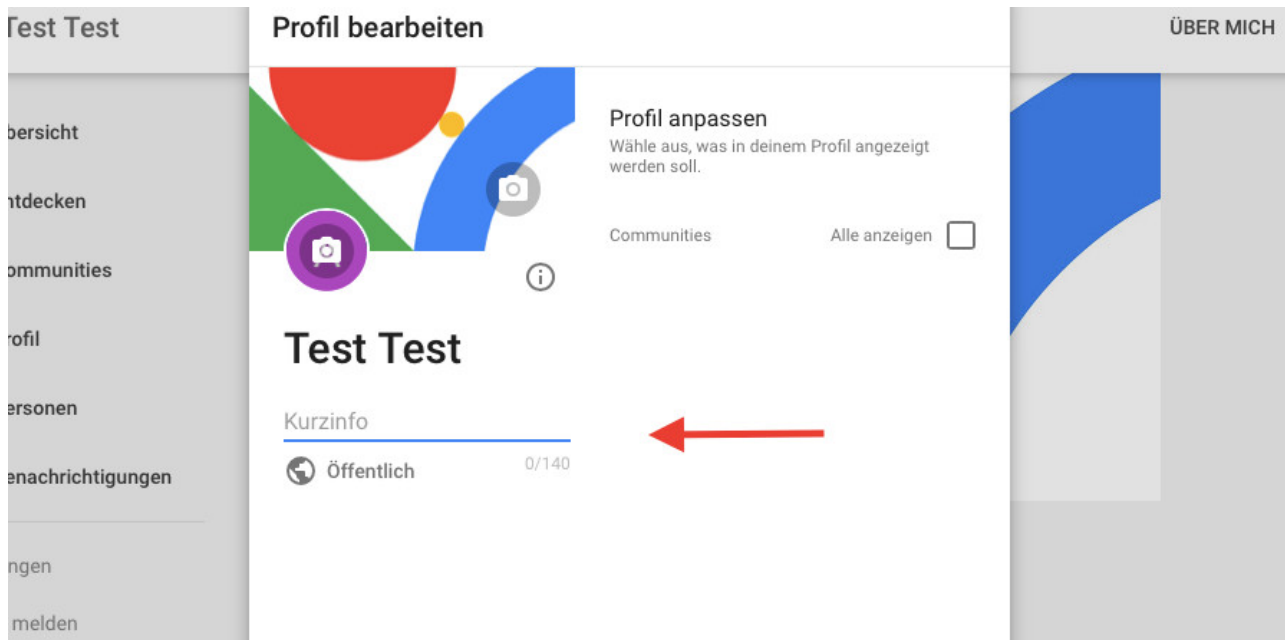 Test Test
Profil bearbeiten
ÜBER MICH
bersicht
ntdecken
ommunities
rofil
ersonen
enachrichtigungen
ngen
melden
Profil anpassen
Wähle aus, was in deinem Profil angezeigt
werden soll.
Communities Alle anzeigen
Test Test
Kurzinfo
Öffentlich 0/140